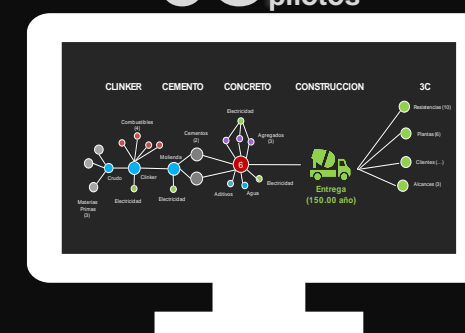 pilotos
CLINKER CEMENTO CONCRETO CONSTRUCCION 3C
Electricidad
Resistencias (10)
Combustibles
(4)
Cementos
(2)
Agregados
(3)
Plantas (6)
Molienda
6
Clientes (...)
Crudo
Clinker
Electricidad
Aditivos
Agua
Entrega
(150.00 año)
Alcances (3)
Materias
Primas
(3)
Electricidad
Electricidad